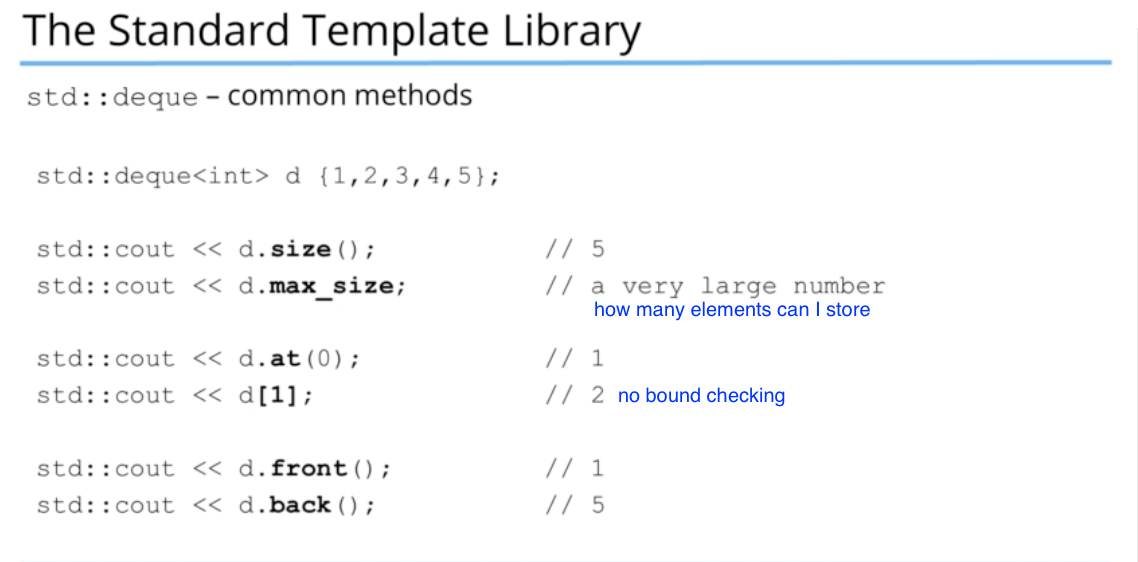 The Standard Template Library
std::deque – common methods
std::deque<int> d {1,2,3,4,5};
std::cout << d.size(); // 5
std::cout << d.max_size; // a very large number
how many elements can I store
std::cout << d.at(0); // 1
std::cout << d[1]; // 2 no bound checking
std::cout << d.front(); // 1
std::cout << d.back(); // 5